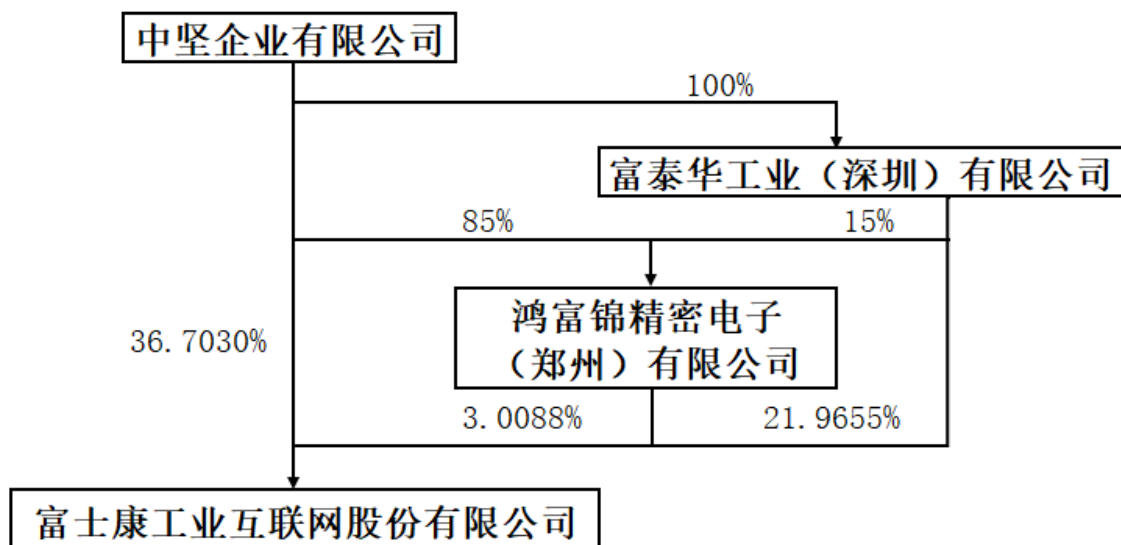 中坚企业有限公司
100%
富泰华工业（深圳）有限公司
85%
15%
鸿富锦精密电子
（郑州）有限公司
36.7030%
3.0088%
21.9655%
富士康工业互联网股份有限公司